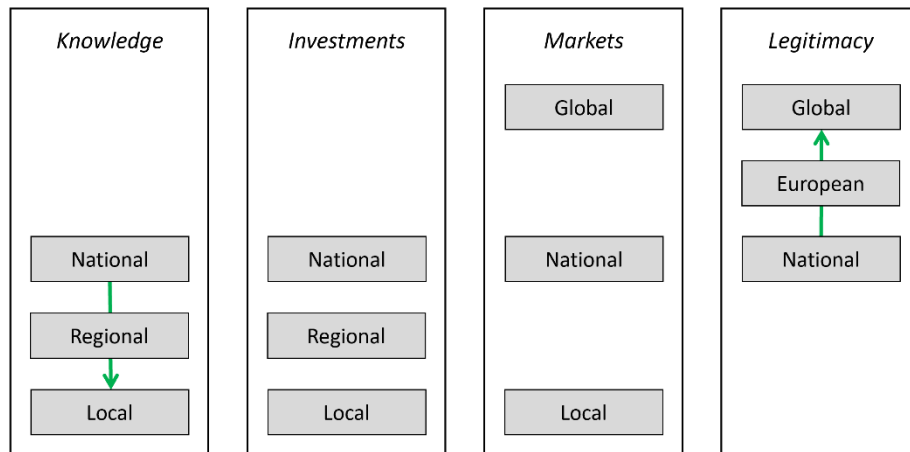 Knowledge
Investments
Markets
Legitimacy
Global
Global
European
National
National
National
National
Regional
Regional
Local
Local
Local